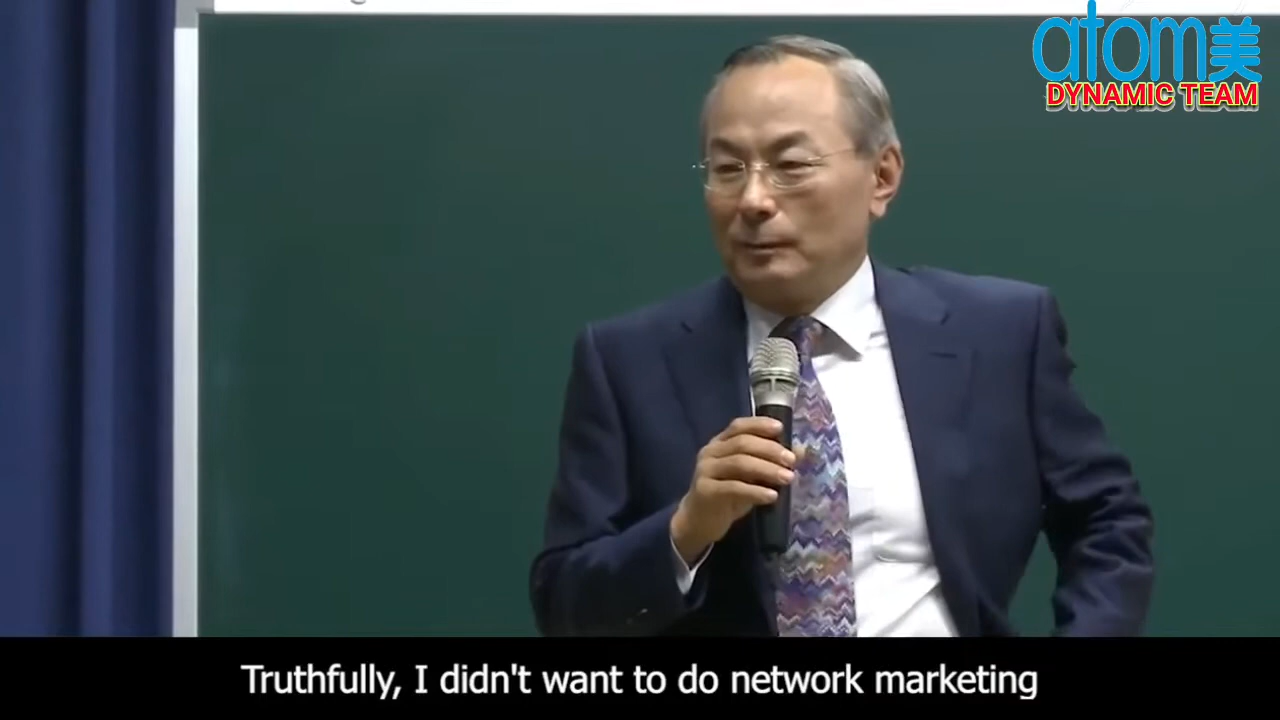 atom美
DYNAMIC TEAM
Truthfully, I didn't want to do network marketing